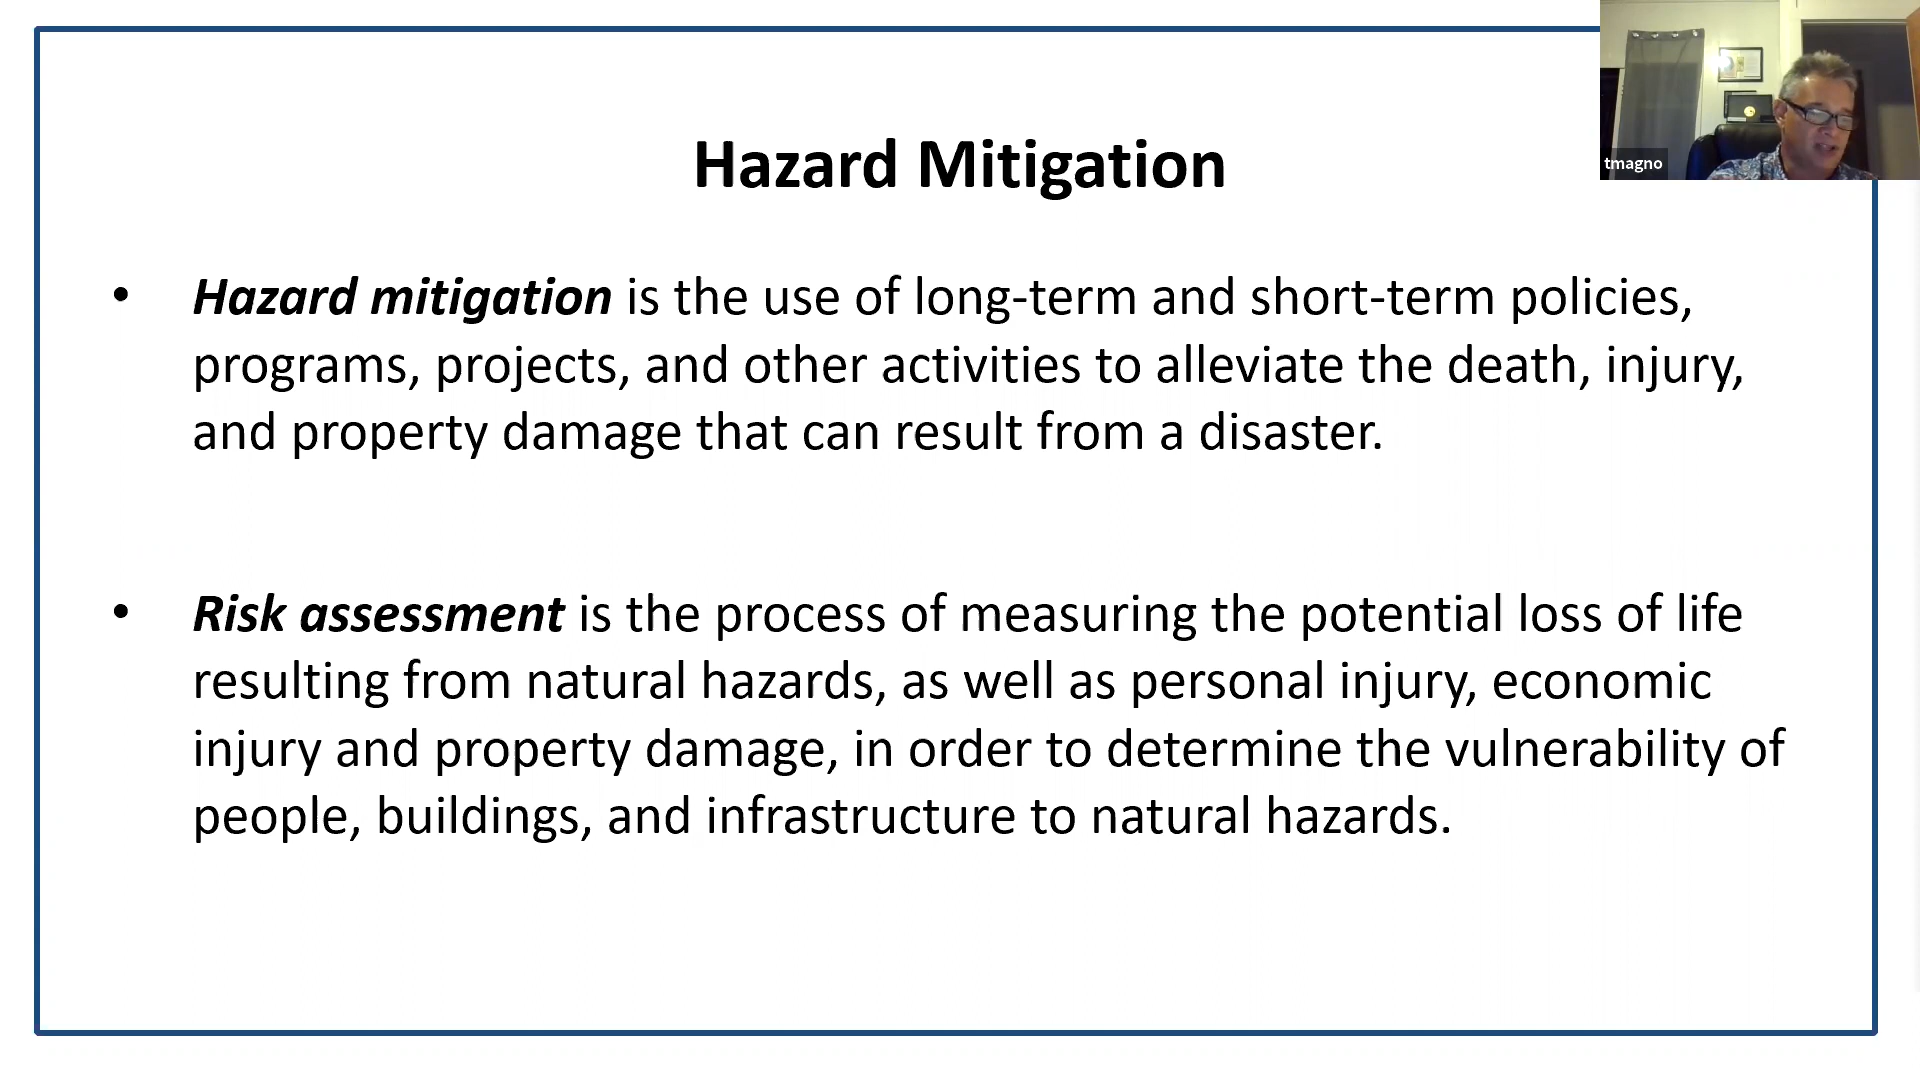 Hazard Mitigation
tmagno
• Hazard mitigation is the use of long-term and short-term policies,
programs, projects, and other activities to alleviate the death, injury,
and property damage that can result from a disaster.
• Risk assessment is the process of measuring the potential loss of life
resulting from natural hazards, as well as personal injury, economic
injury and property damage, in order to determine the vulnerability of
people, buildings, and infrastructure to natural hazards.